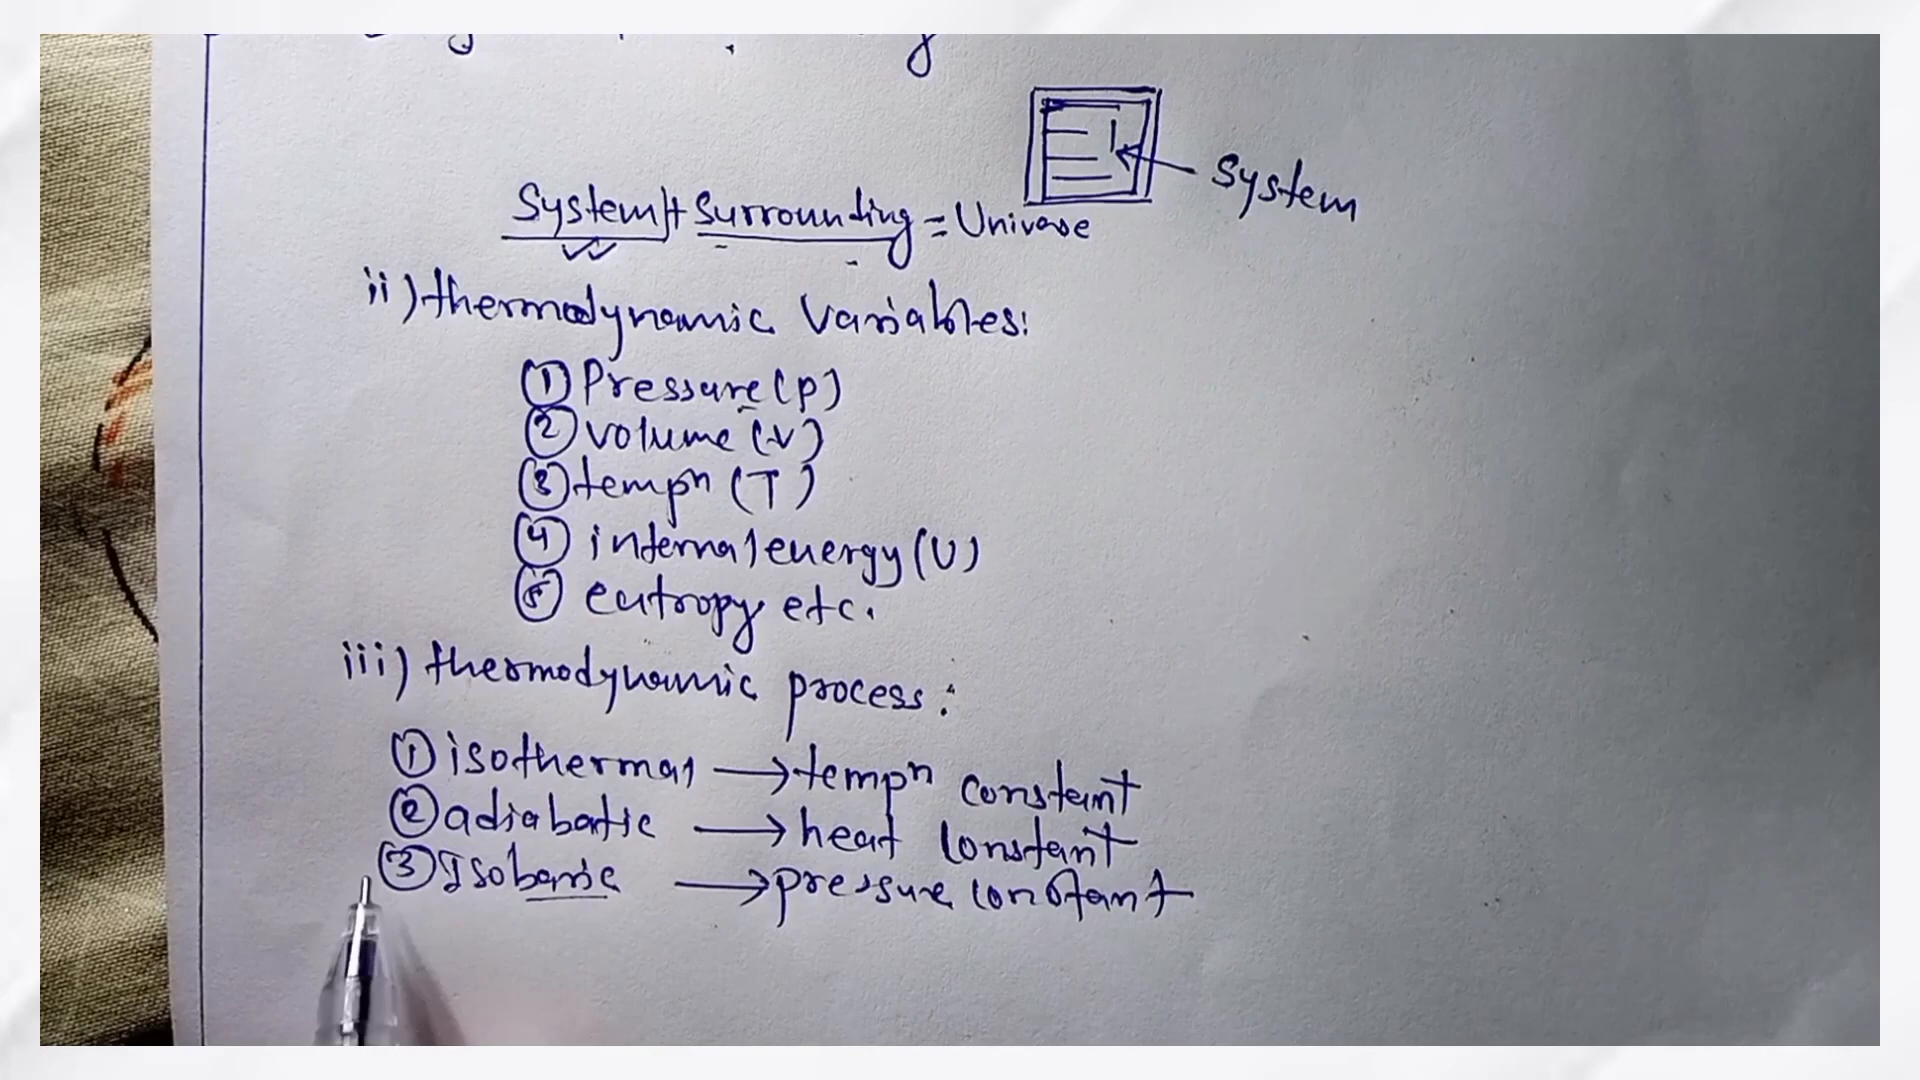 System
System + Surrounding = Universe
ii) thermodynamic variables:
① Pressure (P)
② volume (v)
③ tempn (T)
④ internal energy (U)
⑤ entropy etc.
iii) thermodynamic process:
① isothermal → tempn constant
② adiabatic → heat constant
③ Isobaric → pressure constant